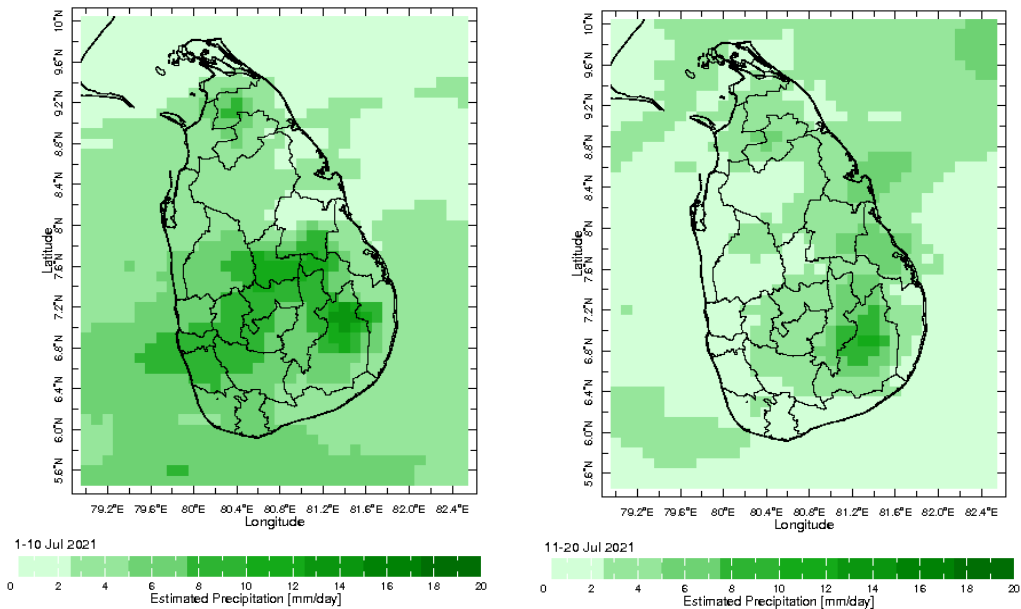 10°N
9.6°N
9.2°N
8.8°N
8.4°N
8°N
7.6°N
7.2°N
6.8°N
6.4°N
6.0°N
5.6°N
Latitude
79.2°E 79.6°E 80°E 80.4°E 80.8°E 81.2°E 81.6°E 82.0°E 82.4°E
Longitude
1-10 Jul 2021
0 2 4 6 8 10 12 14 16 18 20
Estimated Precipitation [mm/day]
10°N
9.6°N
9.2°N
8.8°N
8.4°N
8°N
7.6°N
7.2°N
6.8°N
6.4°N
6.0°N
5.6°N
Latitude
79.2°E 79.6°E 80°E 80.4°E 80.8°E 81.2°E 81.6°E 82.0°E 82.4°E
Longitude
11-20 Jul 2021
0 2 4 6 8 10 12 14 16 18 20
Estimated Precipitation [mm/day]